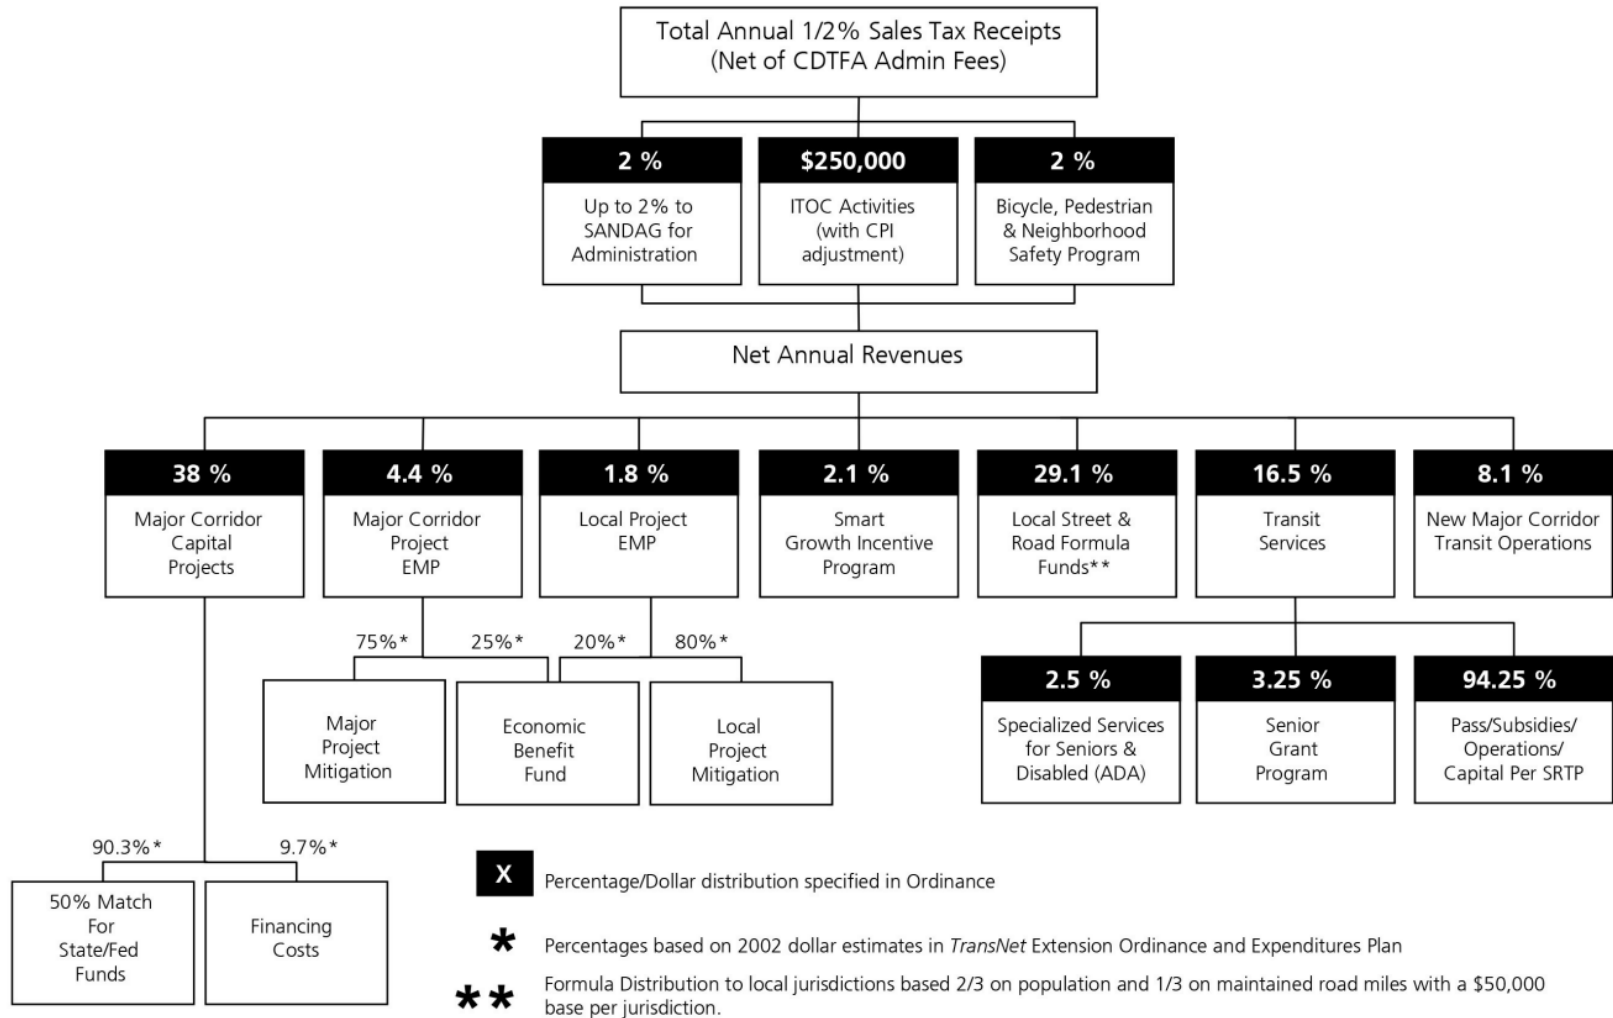 Total Annual 1/2% Sales Tax Receipts
(Net of CDTFA Admin Fees)
2 %
Up to 2% to
SANDAG for
Administration
$250,000
ITOC Activities
(with CPI
adjustment)
2 %
Bicycle, Pedestrian
& Neighborhood
Safety Program
Net Annual Revenues
38 %
Major Corridor
Capital
Projects
4.4 %
Major Corridor
Project
EMP
1.8 %
Local Project
EMP
2.1 %
Smart
Growth Incentive
Program
29.1 %
Local Street &
Road Formula
Funds**
16.5 %
Transit
Services
8.1 %
New Major Corridor
Transit Operations
75%*
25%*
20%*
80%*
Major
Project
Mitigation
Economic
Benefit
Fund
Local
Project
Mitigation
2.5 %
Specialized Services
for Seniors &
Disabled (ADA)
3.25 %
Senior
Grant
Program
94.25 %
Pass/Subsidies/
Operations/
Capital Per SRTP
90.3%*
9.7%*
50% Match
For
State/Fed
Funds
Financing
Costs
X Percentage/Dollar distribution specified in Ordinance
* Percentages based on 2002 dollar estimates in TransNet Extension Ordinance and Expenditures Plan
** Formula Distribution to local jurisdictions based 2/3 on population and 1/3 on maintained road miles with a $50,000
base per jurisdiction.